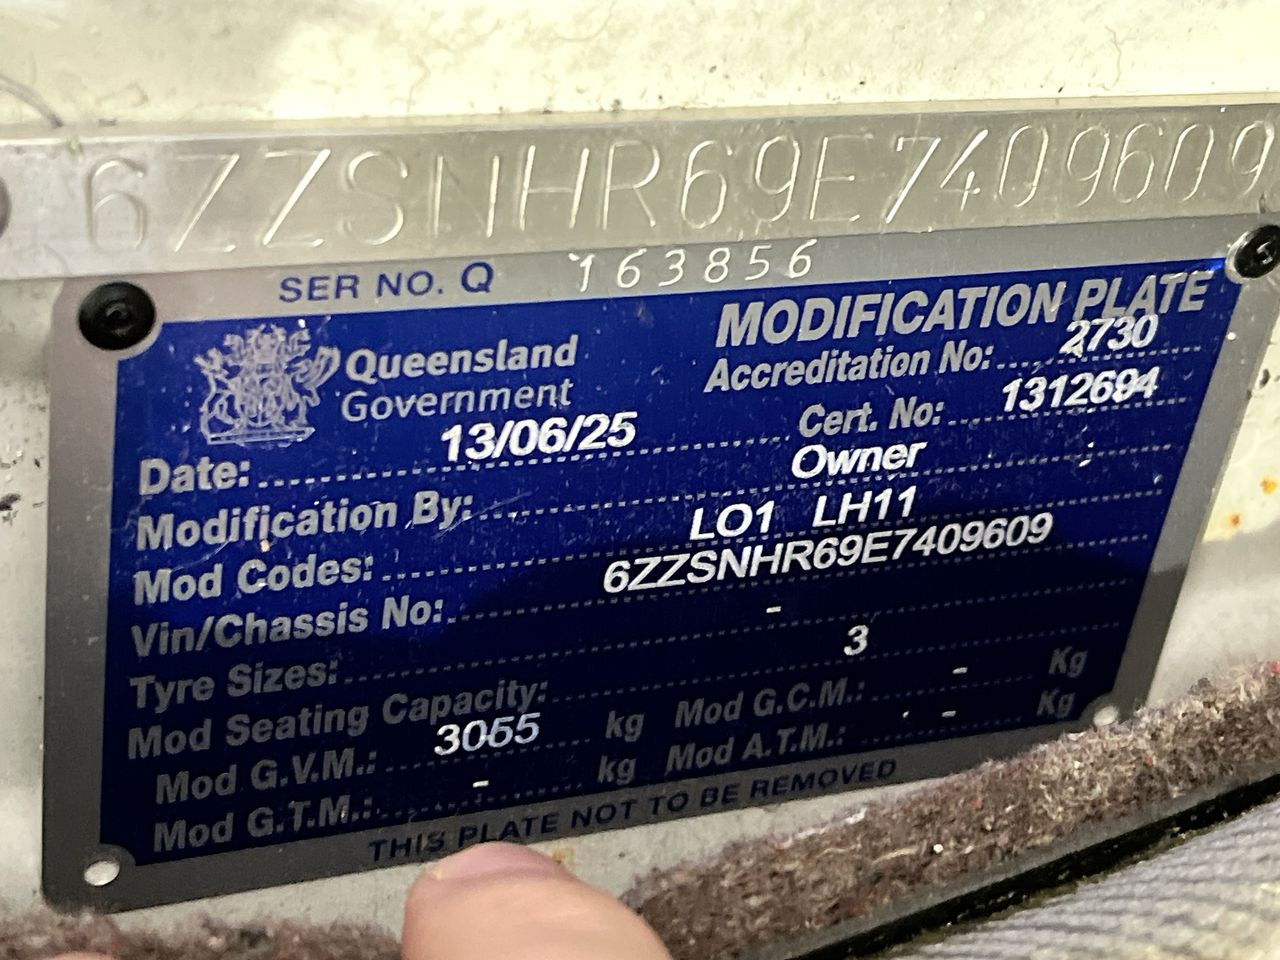 6ZZSNHR69E7409609
SER NO. Q 163856
MODIFICATION PLATE
Queensland
Government
Accreditation No: 2730
Cert. No: 1312694
Date: 13/06/25
Modification By: Owner
Mod Codes: LO1 LH11
Vin/Chassis No: 6ZZSNHR69E7409609
Tyre Sizes: -
Mod Seating Capacity: 3
Mod G.V.M.: 3055 kg Mod G.C.M.: - Kg
Mod G.T.M.: - kg Mod A.T.M.: - Kg
THIS PLATE NOT TO BE REMOVED